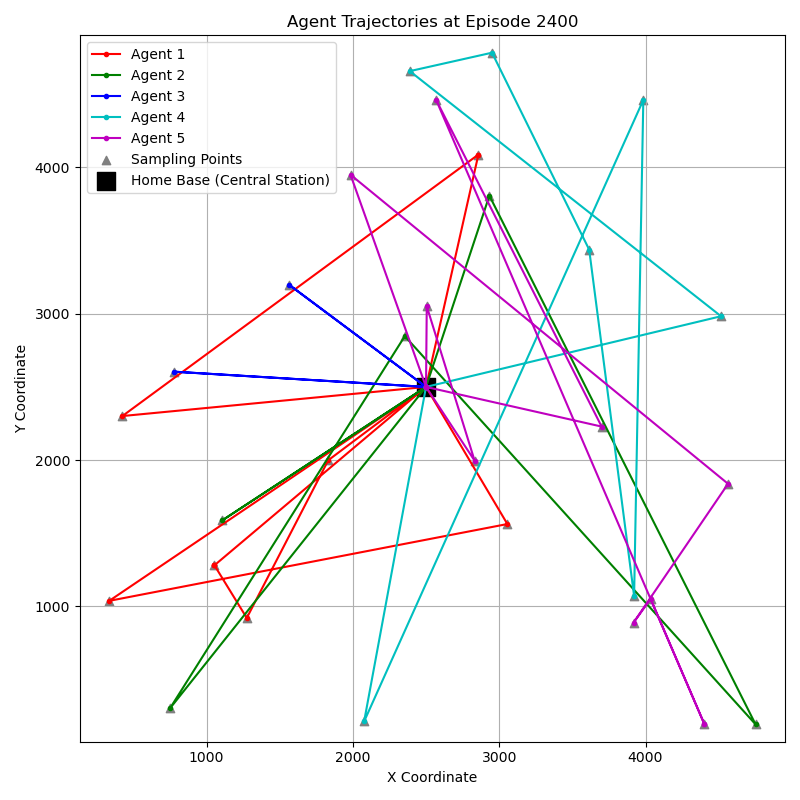 Agent Trajectories at Episode 2400
Agent 1
Agent 2
Agent 3
Agent 4
Agent 5
Sampling Points
Home Base (Central Station)
Y Coordinate
4000
3000
2000
1000
1000 2000 3000 4000
X Coordinate